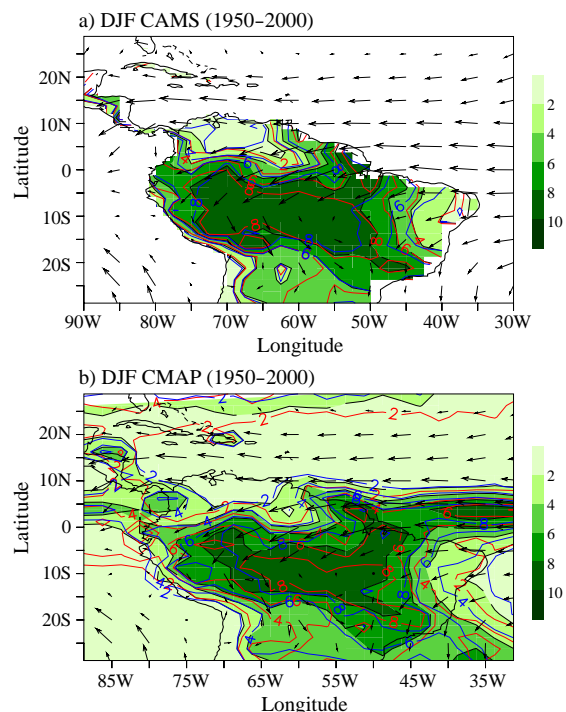 a) DJF CAMS (1950−2000)
20N
10N
0
10S
20S
Latitude
90W 80W 70W 60W 50W 40W 30W
Longitude
2
4
6
8
10
b) DJF CMAP (1950−2000)
20N
10N
0
10S
20S
Latitude
85W 75W 65W 55W 45W 35W
Longitude
2
4
6
8
10